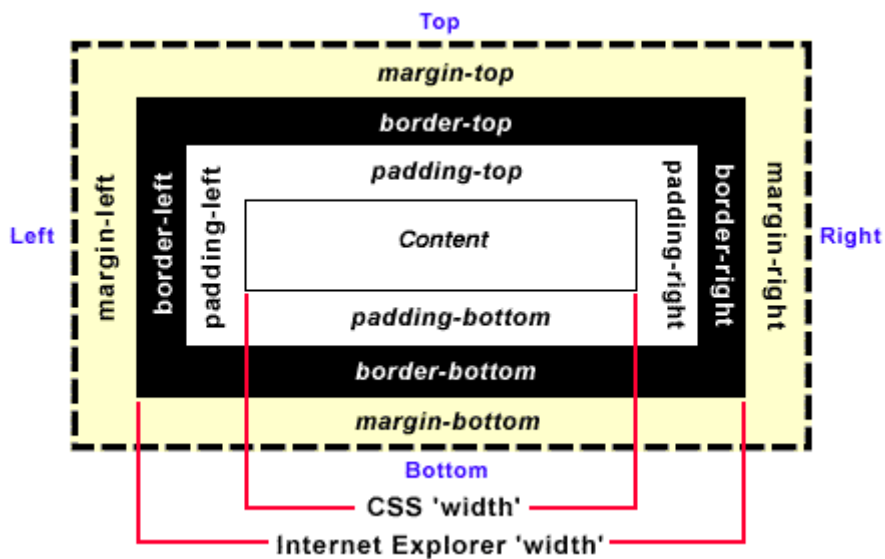 Top
margin-top
border-top
padding-top
Left
margin-left
border-left
padding-left
Content
padding-right
border-right
margin-right
Right
padding-bottom
border-bottom
margin-bottom
Bottom
CSS 'width'
Internet Explorer 'width'